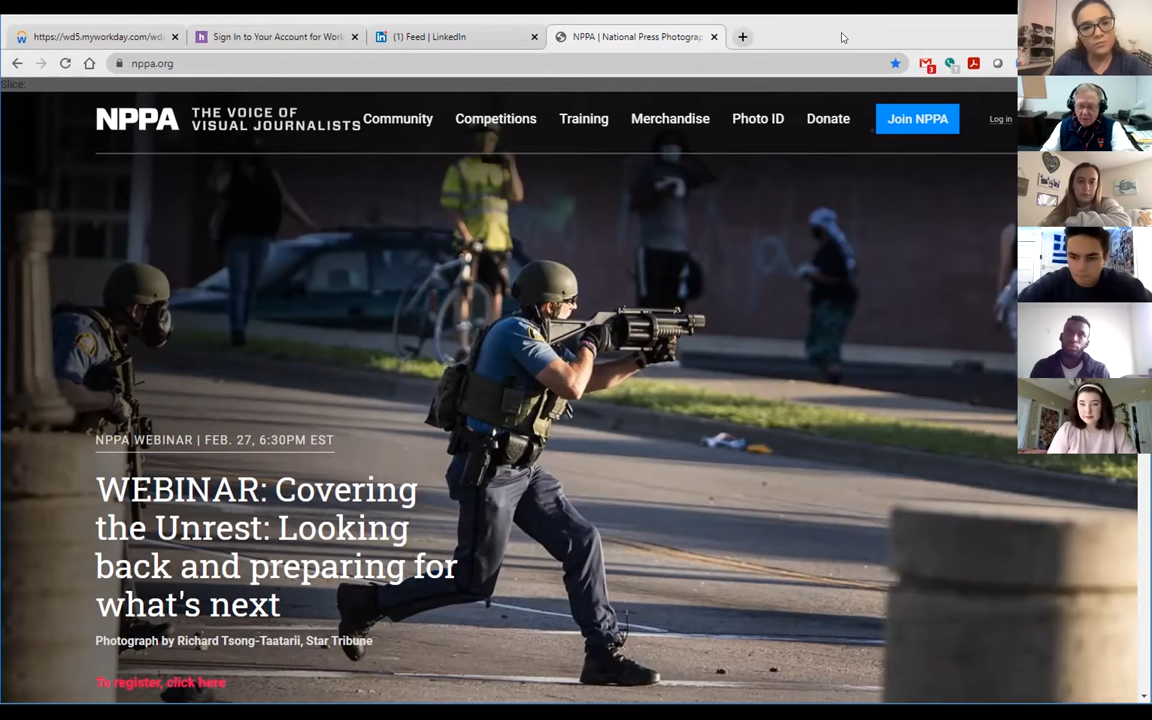 https://wd5.myworkday.com/wd
Sign In to Your Account for Work
(1) Feed | LinkedIn
NPPA | National Press Photograp
nppa.org
3
Slice:
NPPA
THE VOICE OF
VISUAL JOURNALISTS
Community
Competitions
Training
Merchandise
Photo ID
Donate
Join NPPA
Log in
NPPA WEBINAR | FEB. 27, 6:30PM EST
WEBINAR: Covering
the Unrest: Looking
back and preparing for
what's next
Photograph by Richard Tsong-Taatarii, Star Tribune
To register, click here